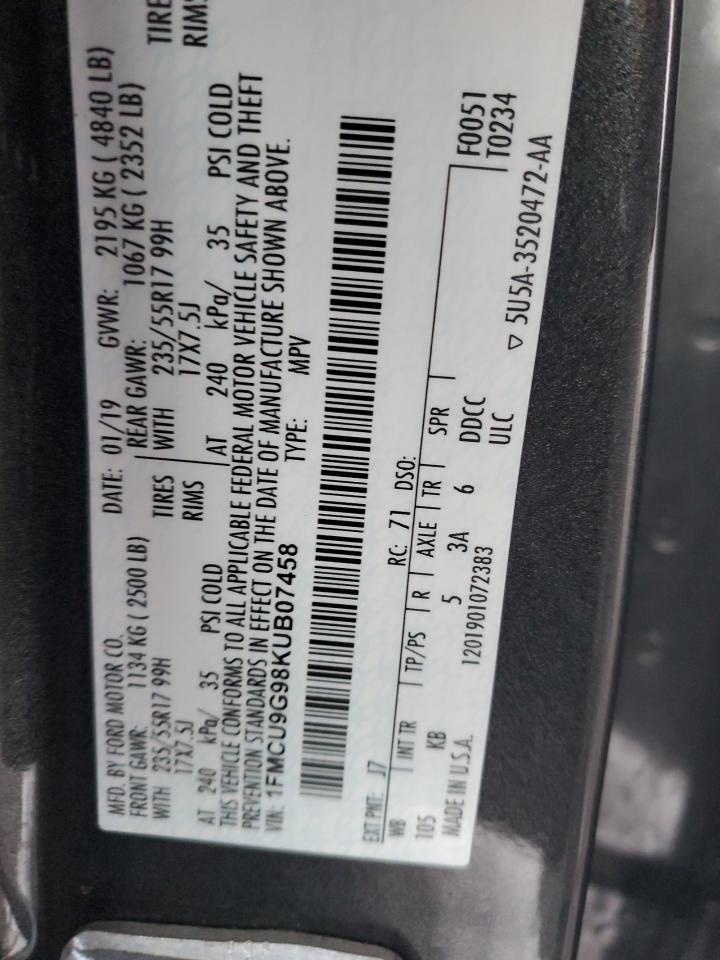 MFD. BY FORD MOTOR CO. DATE: 01/19 GVWR: 2195 KG ( 4840 LB)
FRONT GAWR: 1134 KG ( 2500 LB) REAR GAWR: 1067 KG ( 2352 LB)
WITH 235/55R17 99H TIRES WITH 235/55R17 99H TIRE
17X7.5J RIMS 17X7.5J RIMS
AT 240 kPa/ 35 PSI COLD AT 240 kPa/ 35 PSI COLD
THIS VEHICLE CONFORMS TO ALL APPLICABLE FEDERAL MOTOR VEHICLE SAFETY AND THEFT
PREVENTION STANDARDS IN EFFECT ON THE DATE OF MANUFACTURE SHOWN ABOVE.
VIN: 1FMCU9G98KUB07458 TYPE: MPV
EXT PNT: J7 RC: 71 DSO:
WB INT TR TP/PS R AXLE TR SPR F0051
105 KB 5 3A 6 DDCC T0234
MADE IN U.S.A. 1201901072383 ULC
▽ 5U5A-3520472-AA